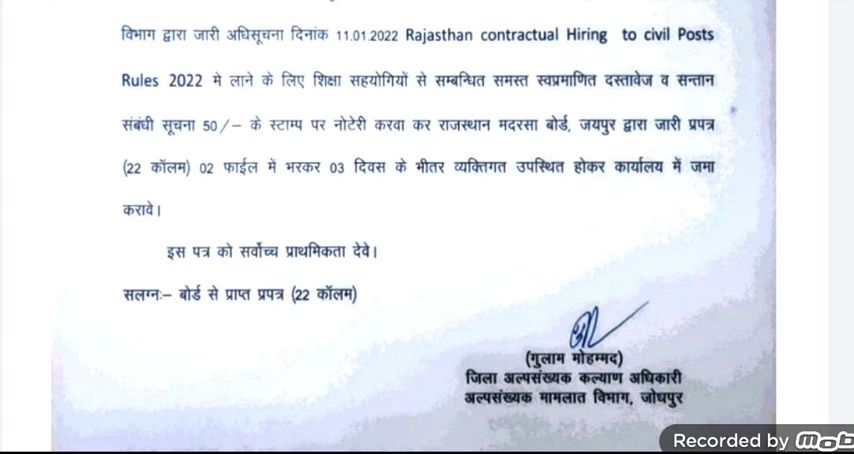 विभाग द्वारा जारी अधिसूचना दिनांक 11.01.2022 Rajasthan contractual Hiring to civil Posts
Rules 2022 मे लाने के लिए शिक्षा सहयोगियों से सम्बन्धित समस्त स्वप्रमाणित दस्तावेज व सन्तान
संबंधी सूचना 50/– के स्टाम्प पर नोटेरी करवा कर राजस्थान मदरसा बोर्ड, जयपुर द्वारा जारी प्रपत्र
(22 कॉलम) 02 फाईल में भरकर 03 दिवस के भीतर व्यक्तिगत उपस्थित होकर कार्यालय में जमा
करावे।
इस पत्र को सर्वोच्च प्राथमिकता देवे।
सलग्नः– बोर्ड से प्राप्त प्रपत्र (22 कॉलम)
(गुलाम मोहम्मद)
जिला अल्पसंख्यक कल्याण अधिकारी
अल्पसंख्यक मामलात विभाग, जोधपुर
Recorded by mob